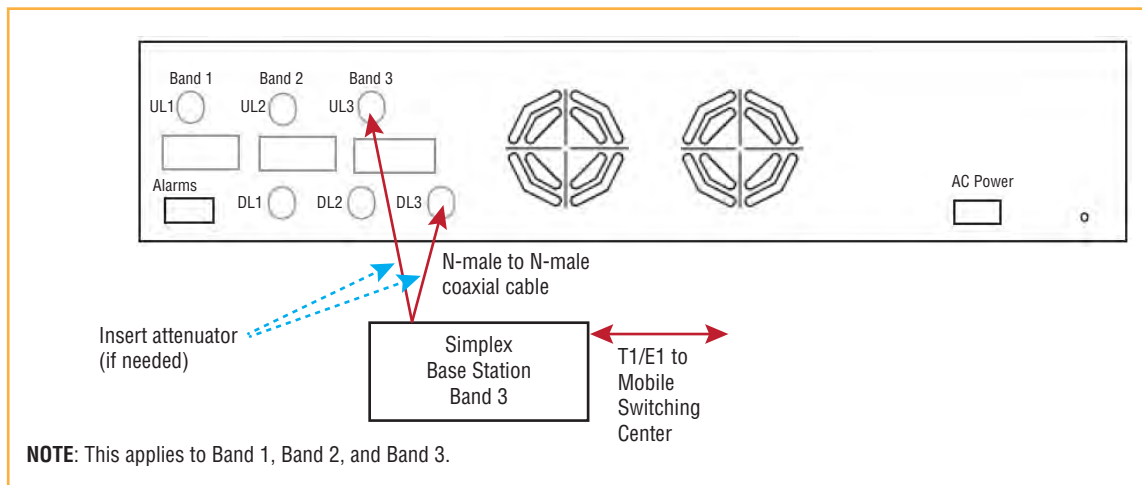 Band 1
Band 2
Band 3
UL1
UL2
UL3
Alarms
DL1
DL2
DL3
AC Power
N-male to N-male
coaxial cable
Insert attenuator
(if needed)
Simplex
Base Station
Band 3
T1/E1 to
Mobile
Switching
Center
NOTE: This applies to Band 1, Band 2, and Band 3.